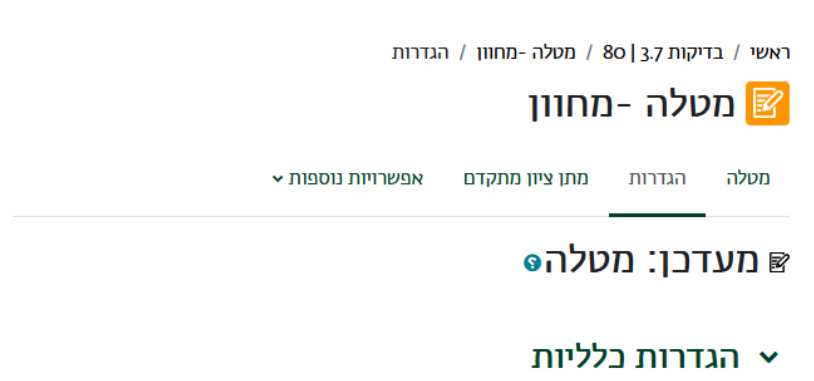 ראשי / בדיקות 3.7 | 80 / מטלה -מחוון / הגדרות
מטלה -מחוון
מטלה הגדרות מתן ציון מתקדם אפשרויות נוספות
מעדכן: מטלה
הגדרות כלליות